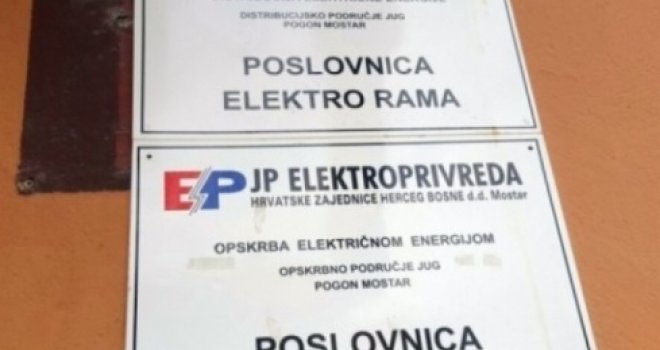 DISTRIBUCIJSKO PODRUČJE JUG
POGON MOSTAR
POSLOVNICA
ELEKTRO RAMA
EP JP ELEKTROPRIVREDA
HRVATSKE ZAJEDNICE HERCEG BOSNE d.d. Mostar
OPSKRBA ELEKTRIČNOM ENERGIJOM
OPSKRBNO PODRUČJE JUG
POGON MOSTAR
POSLOVNICA